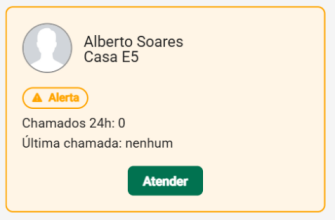 Alberto Soares
Casa E5
Alerta
Chamados 24h: 0
Última chamada: nenhum
Atender